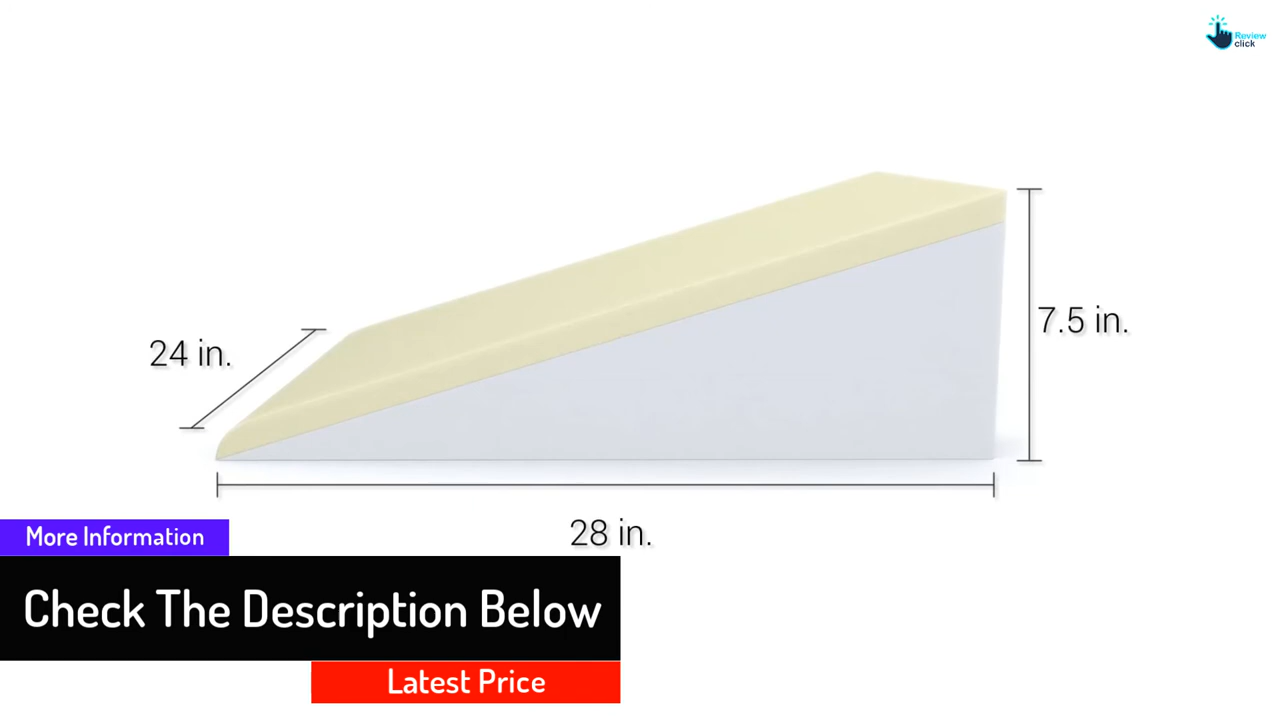 Review
click
24 in.
7.5 in.
28 in.
More Information
Check The Description Below
Latest Price